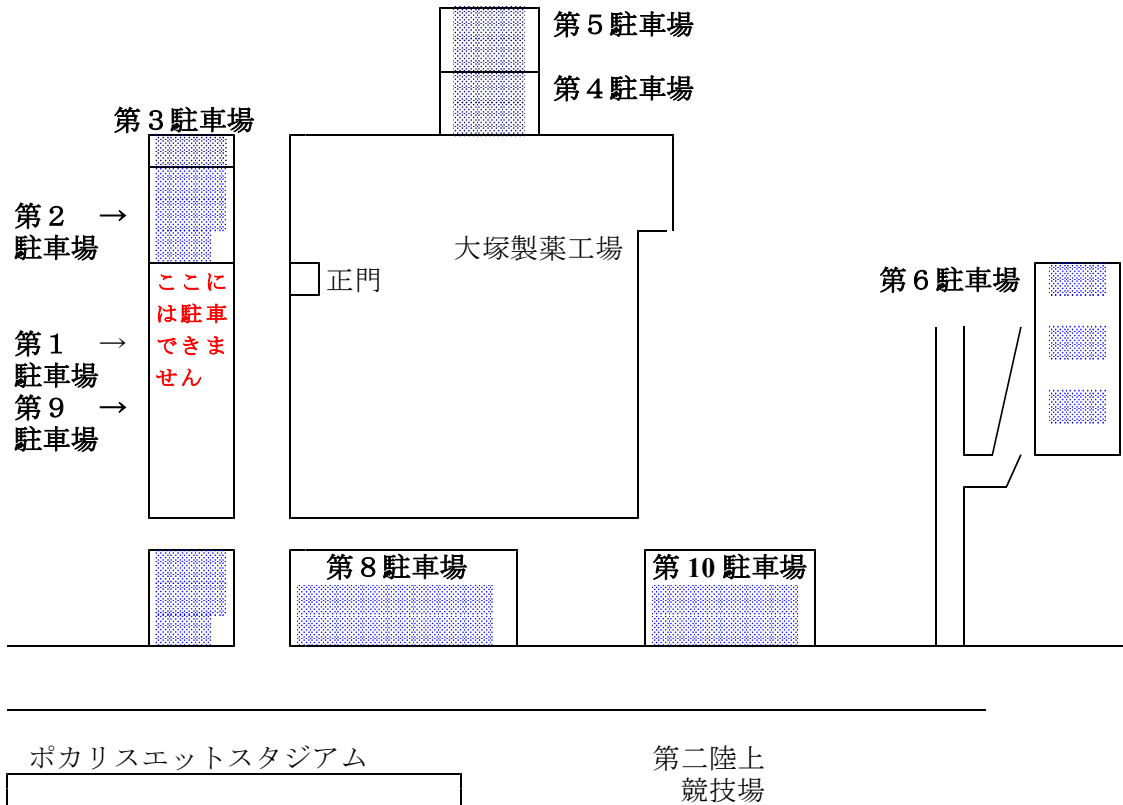 第５駐車場
第４駐車場
第３駐車場
第２　→
駐車場
大塚製薬工場
正門
ここに
は駐車
できま
せん
第６駐車場
第１　→
駐車場
第９　→
駐車場
第８駐車場
第10駐車場
ポカリスエットスタジアム
第二陸上
競技場